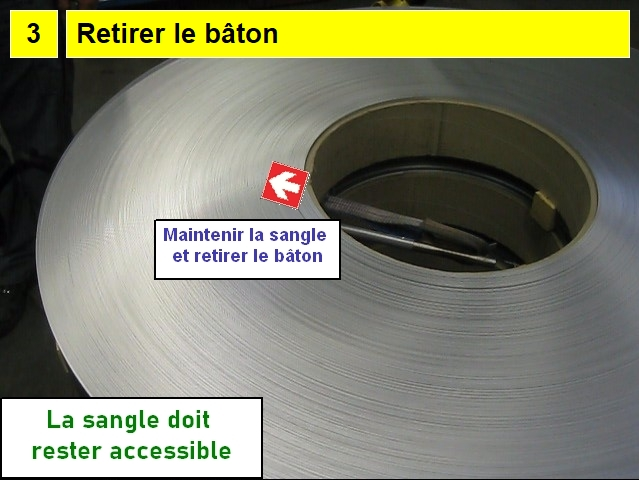 3 Retirer le bâton
Maintenir la sangle
et retirer le bâton
La sangle doit
rester accessible